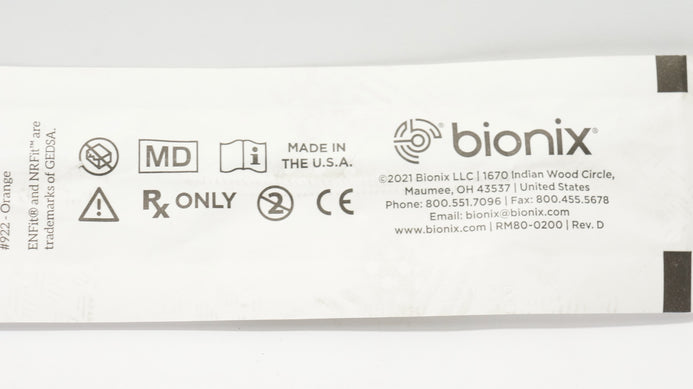 #922 - Orange
ENFit® and NRFit™ are
trademarks of GEDSA.
MD
i
MADE IN
THE U.S.A.
Rx ONLY
2
CE
bionix®
©2021 Bionix LLC | 1670 Indian Wood Circle,
Maumee, OH 43537 | United States
Phone: 800.551.7096 | Fax: 800.455.5678
Email: bionix@bionix.com
www.bionix.com | RM80-0200 | Rev. D